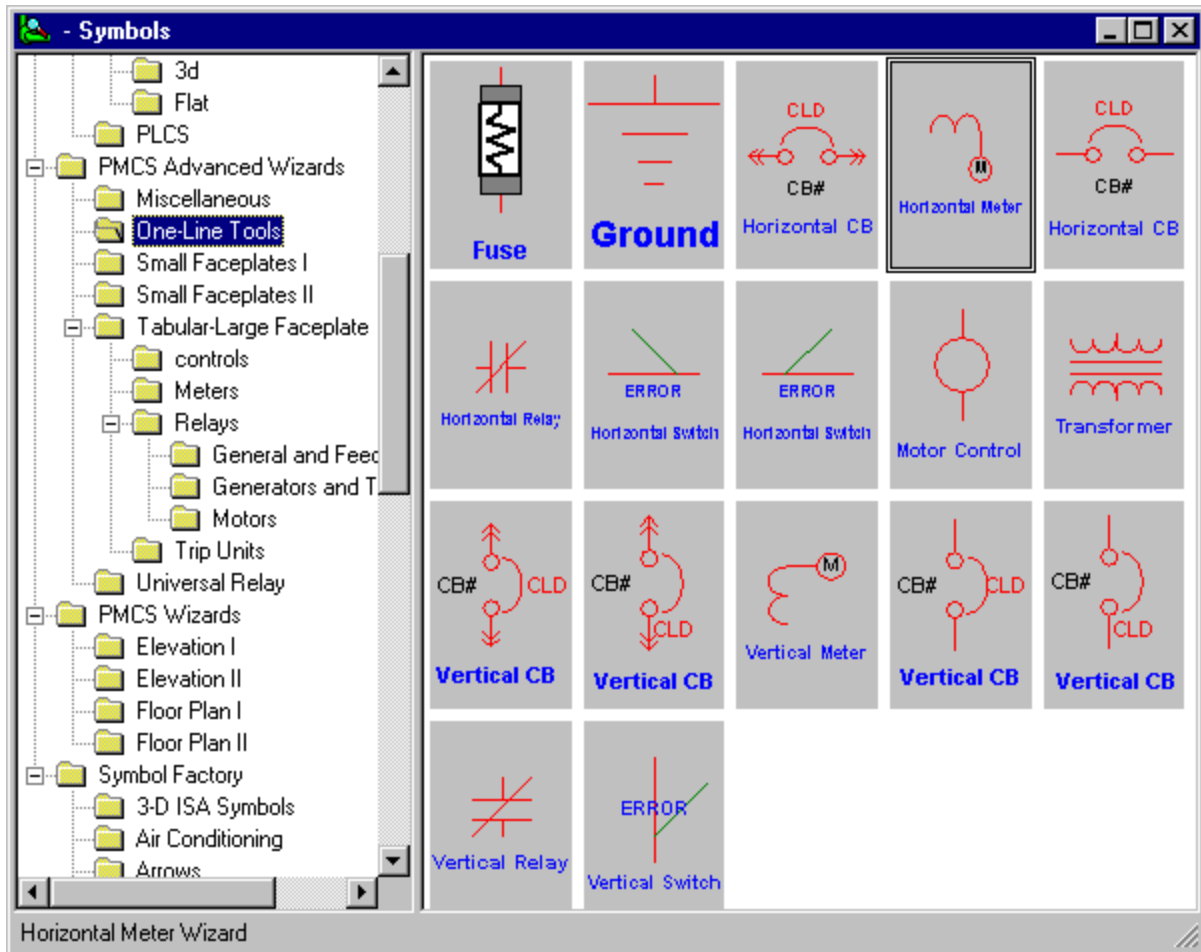 - Symbols
3d
Flat
PLCS
PMCS Advanced Wizards
Miscellaneous
One-Line Tools
Small Faceplates I
Small Faceplates II
Tabular-Large Faceplate
controls
Meters
Relays
General and Feed
Generators and T
Motors
Trip Units
Universal Relay
PMCS Wizards
Elevation I
Elevation II
Floor Plan I
Floor Plan II
Symbol Factory
3-D ISA Symbols
Air Conditioning
Arrows
Fuse
Ground
CLD
CB#
Horizontal CB
M
Horizontal Meter
CLD
CB#
Horizontal CB
Horizontal Relay
ERROR
Horizontal Switch
ERROR
Horizontal Switch
Motor Control
Transformer
CB#
CLD
Vertical CB
CB#
CLD
Vertical CB
M
Vertical Meter
CB#
CLD
Vertical CB
CB#
CLD
Vertical CB
Vertical Relay
ERROR
Vertical Switch
Horizontal Meter Wizard